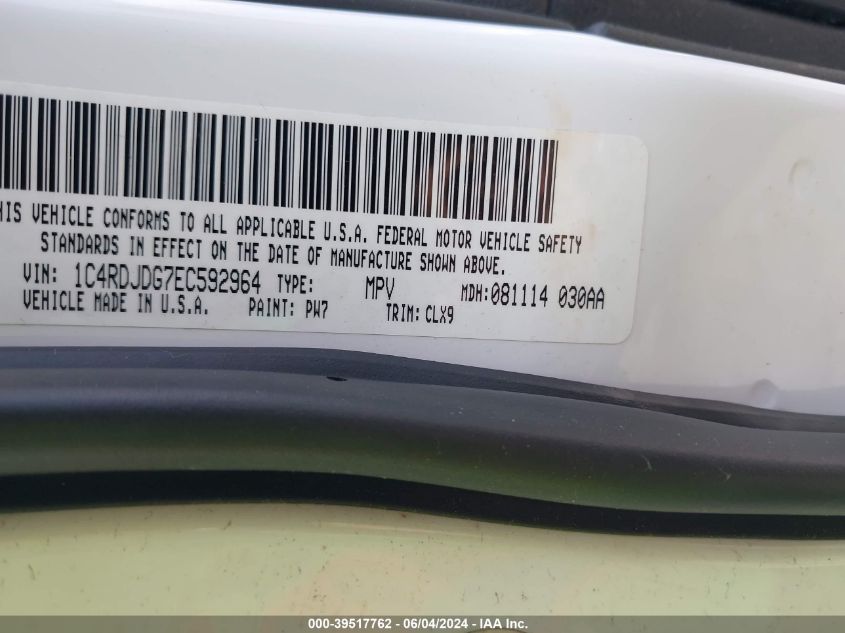 HIS VEHICLE CONFORMS TO ALL APPLICABLE U.S.A. FEDERAL MOTOR VEHICLE SAFETY
STANDARDS IN EFFECT ON THE DATE OF MANUFACTURE SHOWN ABOVE.
VIN: 1C4RDJDG7EC592964 TYPE: MPV MDH: 081114 030AA
VEHICLE MADE IN U.S.A. PAINT: PW7 TRIM: CLX9
000-39517762 - 06/04/2024 - IAA Inc.